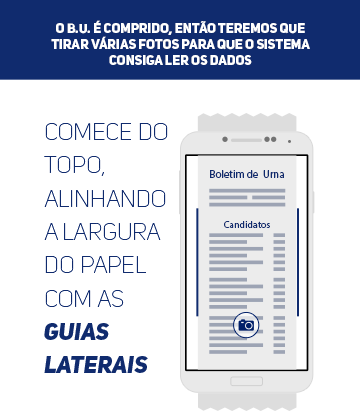 O B.U. É COMPRIDO, ENTÃO TEREMOS QUE
TIRAR VÁRIAS FOTOS PARA QUE O SISTEMA
CONSIGA LER OS DADOS
COMECE DO
TOPO,
ALINHANDO
A LARGURA
DO PAPEL
COM AS
GUIAS
LATERAIS
Boletim de Urna
Candidatos